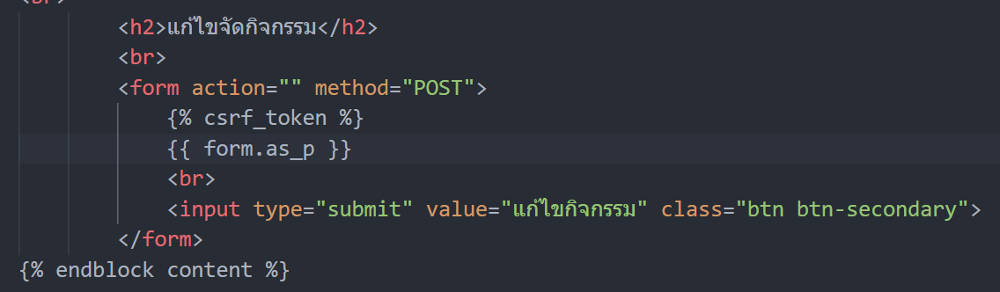 <h2>แก้ไขจัดกิจกรรม</h2>
<br>
<form action="" method="POST">
{% csrf_token %}
{{ form.as_p }}
<br>
<input type="submit" value="แก้ไขกิจกรรม" class="btn btn-secondary">
</form>
{% endblock content %}